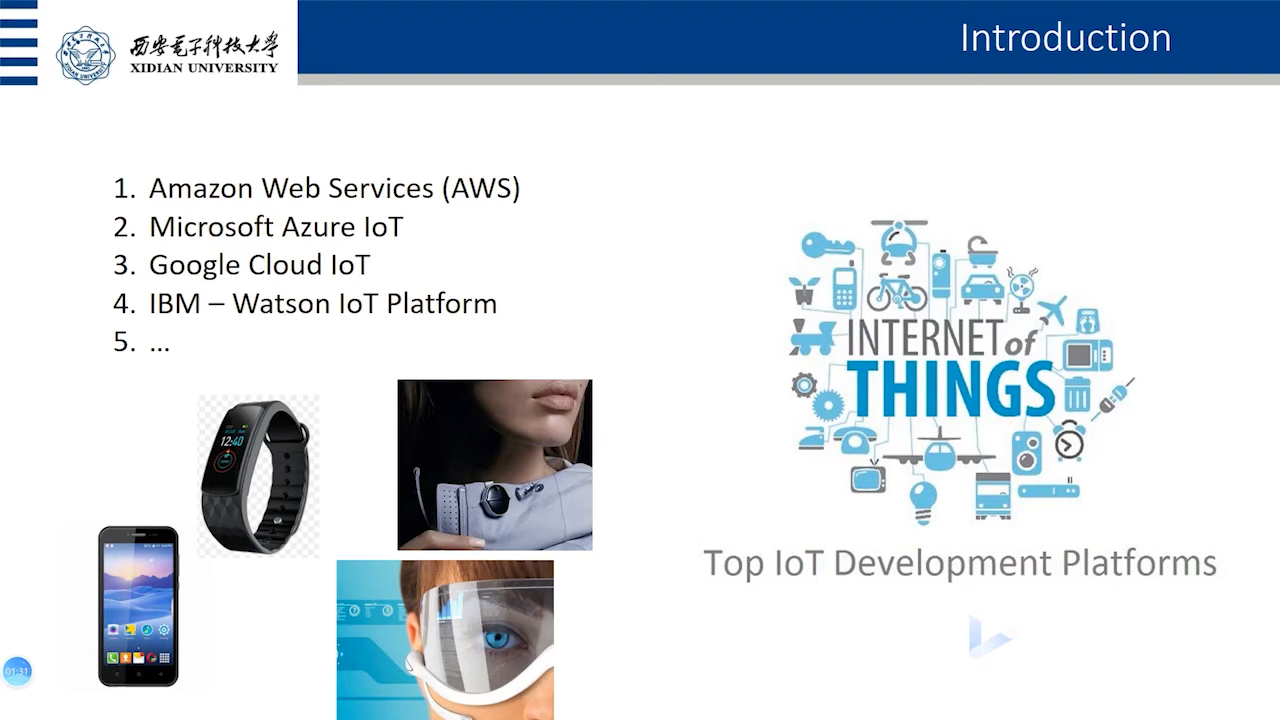 西安电子科技大学
XIDIAN UNIVERSITY
Introduction
1. Amazon Web Services (AWS)
2. Microsoft Azure IoT
3. Google Cloud IoT
4. IBM – Watson IoT Platform
5. ...
INTERNET of
THINGS
12:40
Top IoT Development Platforms
01:31